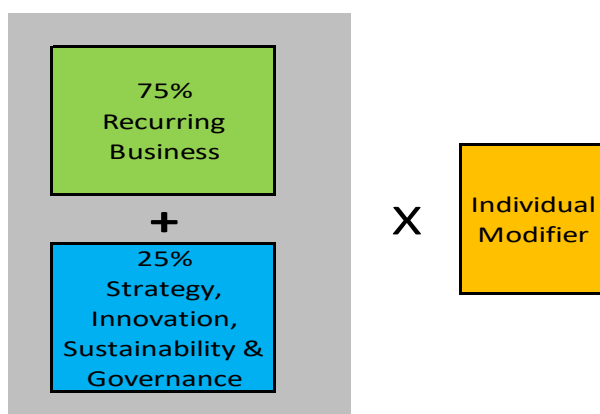 75%
Recurring
Business
+
25%
Strategy,
Innovation,
Sustainability &
Governance
X
Individual
Modifier